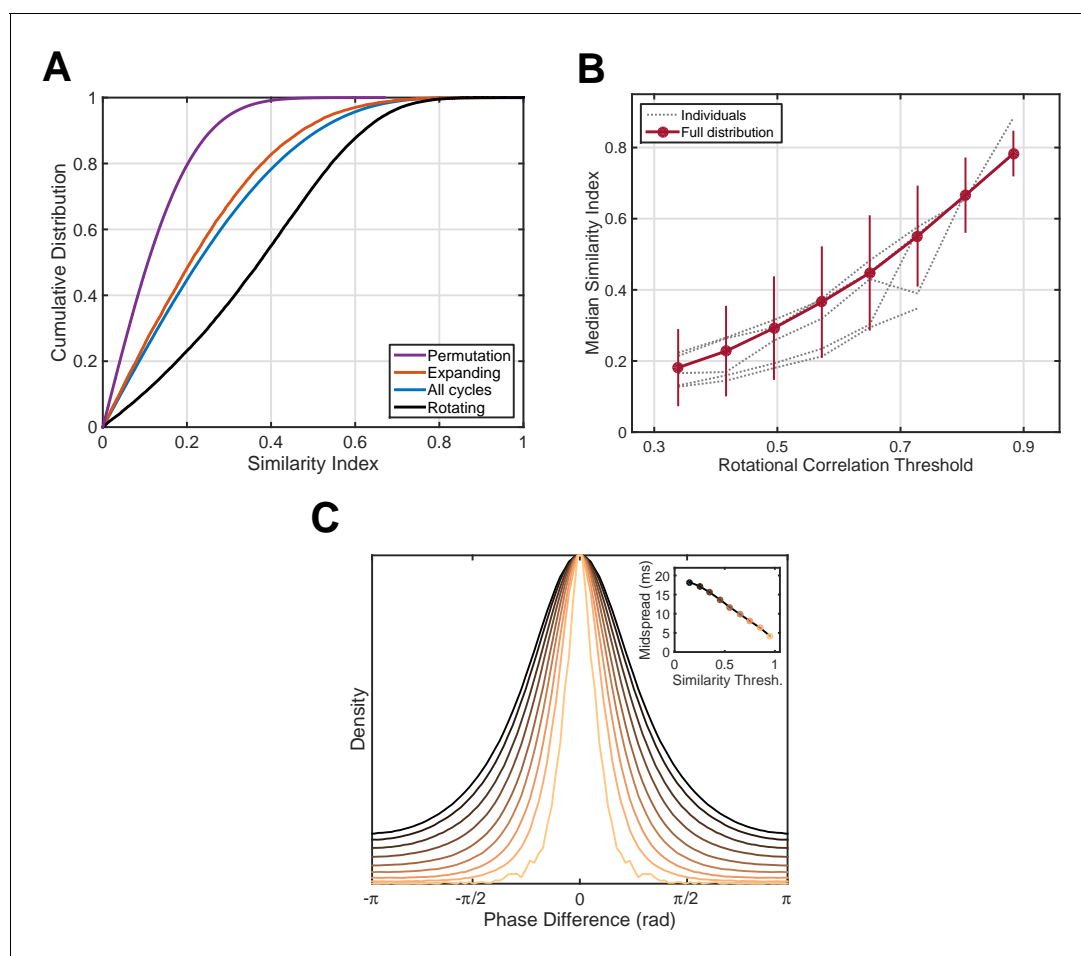 A
Cumulative Distribution
1
0.8
0.6
0.4
0.2
0
0 0.2 0.4 0.6 0.8 1
Similarity Index
Permutation
Expanding
All cycles
Rotating
B
Median Similarity Index
0.8
0.6
0.4
0.2
0
0.3 0.5 0.7 0.9
Rotational Correlation Threshold
Individuals
Full distribution
C
Density
-π -π/2 0 π/2 π
Phase Difference (rad)
Midspread (ms)
20
15
10
5
0
0 0.5 1
Similarity Thresh.